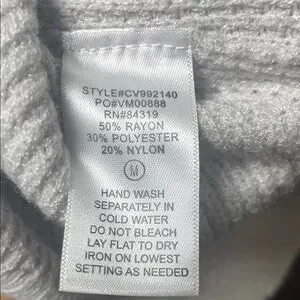 STYLE#CV992140
PO#VM00888
RN#84319
50% RAYON
30% POLYESTER
20% NYLON
HAND WASH
SEPARATELY IN
COLD WATER
DO NOT BLEACH
LAY FLAT TO DRY
IRON ON LOWEST
SETTING AS NEEDED